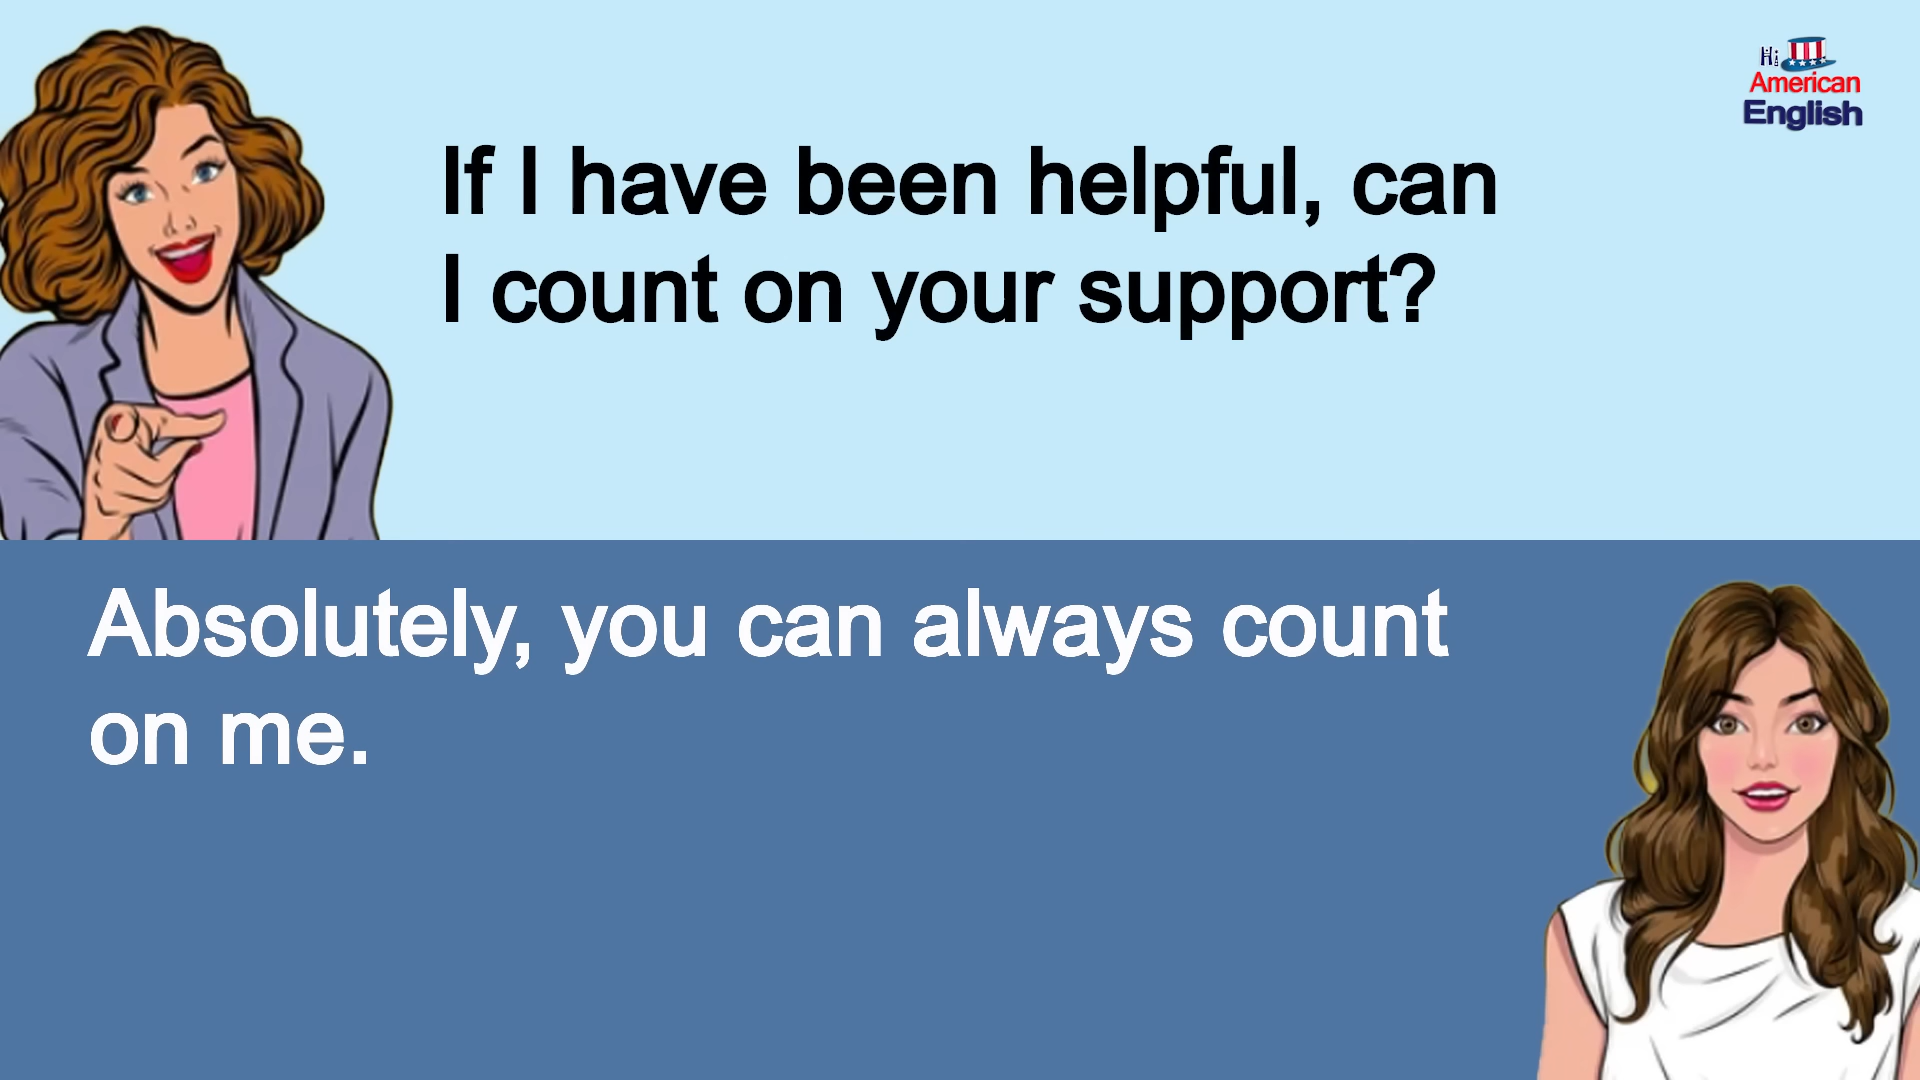 Hi
American
English
If I have been helpful, can
I count on your support?
Absolutely, you can always count
on me.